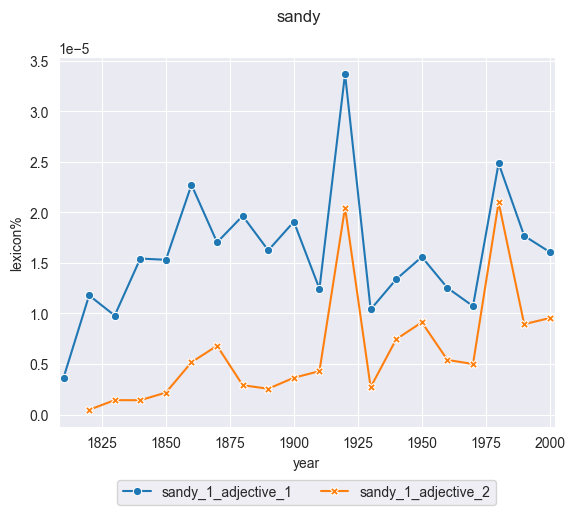 sandy
1e−5
3.5
3.0
2.5
2.0
1.5
1.0
0.5
0.0
lexicon%
1825 1850 1875 1900 1925 1950 1975 2000
year
sandy_1_adjective_1 sandy_1_adjective_2